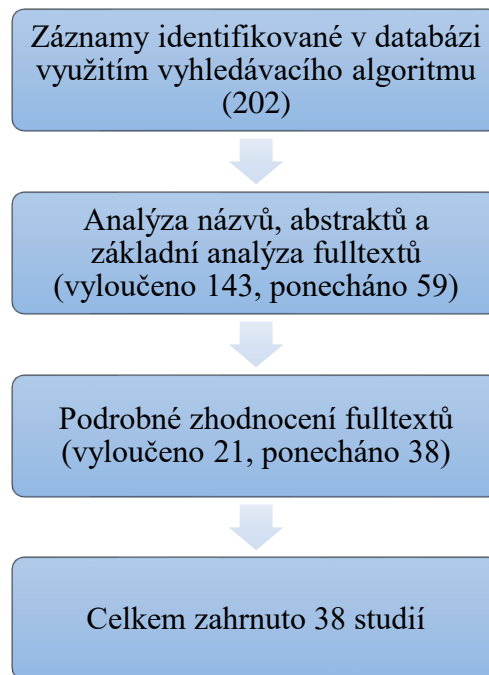 Záznamy identifikované v databázi
využitím vyhledávacího algoritmu
(202)
Analýza názvů, abstraktů a
základní analýza fulltextů
(vyloučeno 143, ponecháno 59)
Podrobné zhodnocení fulltextů
(vyloučeno 21, ponecháno 38)
Celkem zahrnuto 38 studií